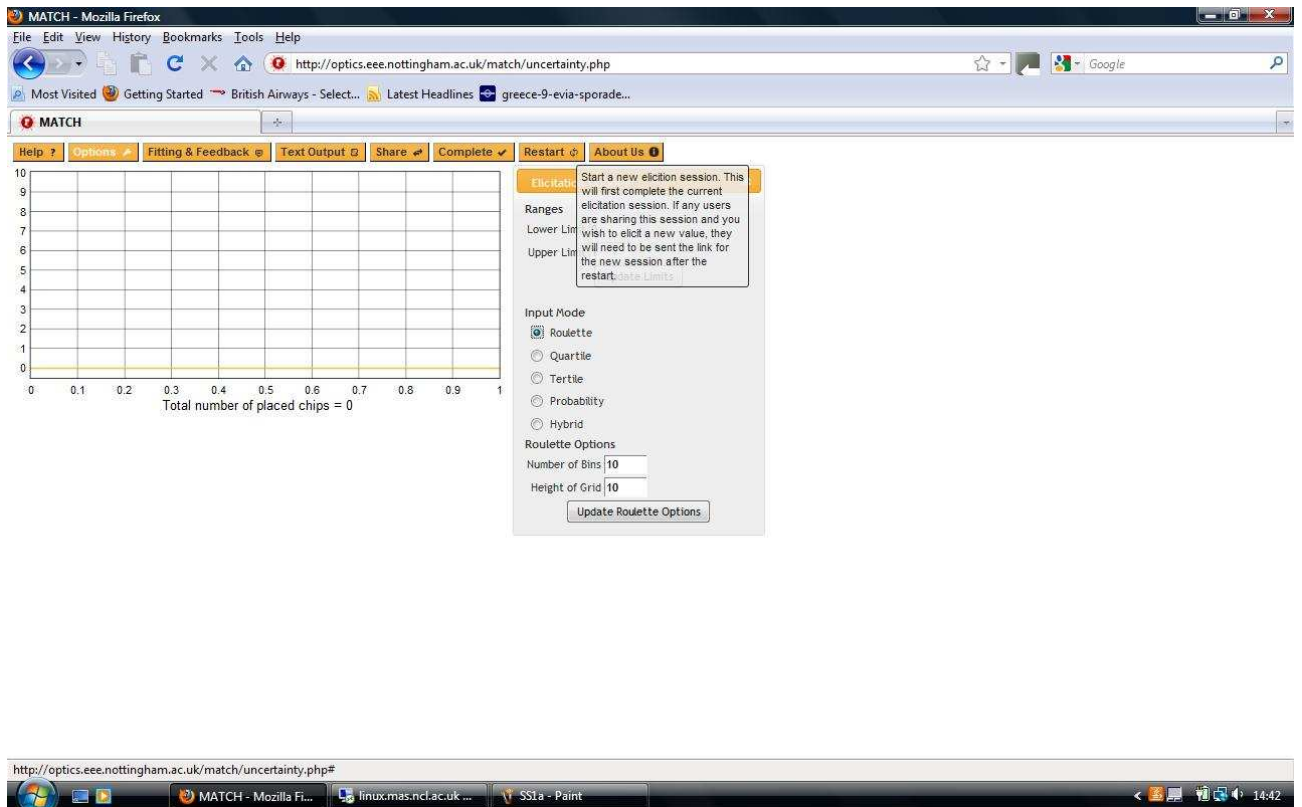 MATCH - Mozilla Firefox
File Edit View History Bookmarks Tools Help
http://optics.eee.nottingham.ac.uk/match/uncertainty.php
Google
Most Visited Getting Started British Airways - Select... Latest Headlines greece-9-evia-sporade...
MATCH
Help ? Options Fitting & Feedback Text Output Share Complete Restart About Us
10
9
8
7
6
5
4
3
2
1
0
0 0.1 0.2 0.3 0.4 0.5 0.6 0.7 0.8 0.9 1
Total number of placed chips = 0
Start a new elicition session. This
will first complete the current
elicitation session. If any users
are sharing this session and you
wish to elicit a new value, they
will need to be sent the link for
the new session after the
restart.
Elicitatio
Ranges
Lower Lim
Upper Lim
Update Limits
Input Mode
Roulette
Quartile
Tertile
Probability
Hybrid
Roulette Options
Number of Bins 10
Height of Grid 10
Update Roulette Options
http://optics.eee.nottingham.ac.uk/match/uncertainty.php#
MATCH - Mozilla Fi... linux.mas.ncl.ac.uk ... SS1a - Paint 14:42